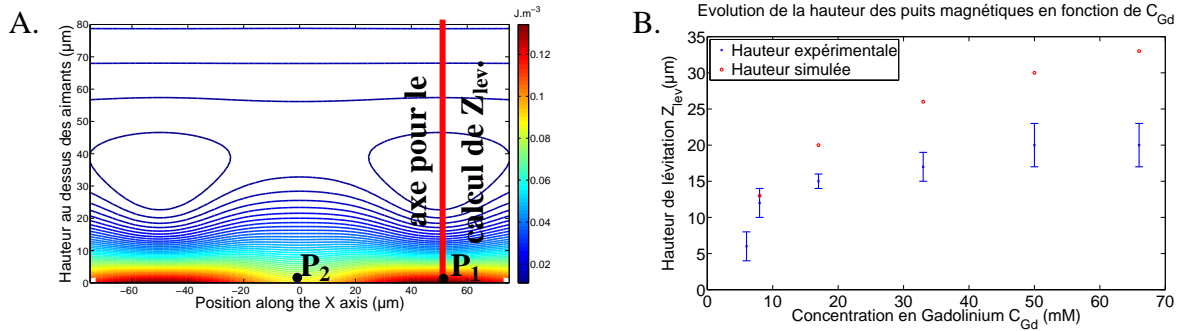 A.
Hauteur au dessus des aimants (µm)
80
70
60
50
40
30
20
10
0
−60
−40
−20
0
20
40
60
Position along the X axis (µm)
axe pour le
calcul de Zlev.
P2
P1
J.m−3
0.12
0.1
0.08
0.06
0.04
0.02
B.
Evolution de la hauteur des puits magnétiques en fonction de CGd
Hauteur expérimentale
Hauteur simulée
Hauteur de lévitation Zlev(µm)
35
30
25
20
15
10
5
0
0
10
20
30
40
50
60
70
Concentration en Gadolinium CGd (mM)